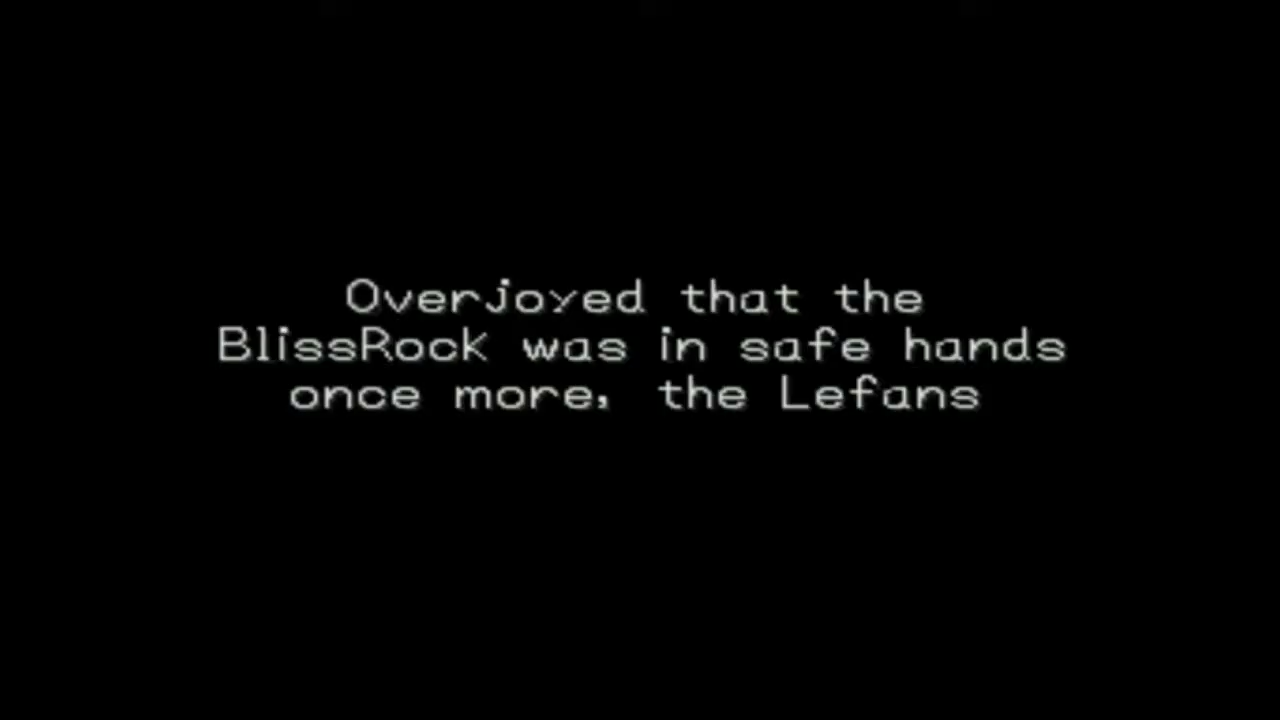 Overjoyed that the
BlissRock was in safe hands
once more, the Lefans